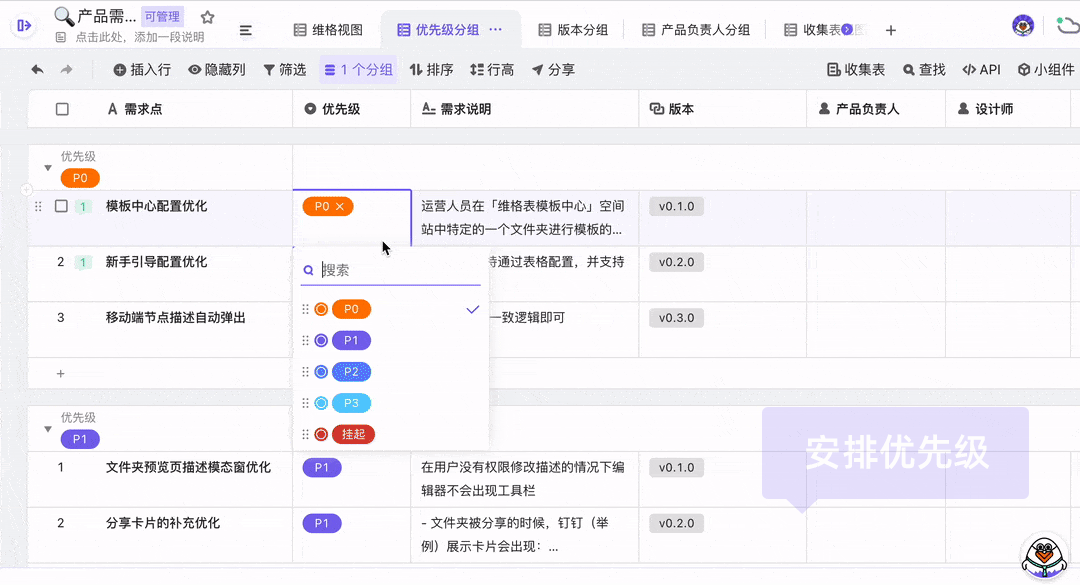 产品需... 可管理
点击此处，添加一段说明
维格视图
优先级分组 ...
版本分组
产品负责人分组
收集表
插入行
隐藏列
筛选
1 个分组
排序
行高
分享
收集表
查找
API
小组件
需求点
优先级
需求说明
版本
产品负责人
设计师
优先级
P0
1 模板中心配置优化
P0 ×
运营人员在「维格表模板中心」空间
站中特定的一个文件夹进行模板的...
v0.1.0
2 1 新手引导配置优化
持通过表格配置，并支持
v0.2.0
3 移动端节点描述自动弹出
一致逻辑即可
v0.3.0
搜索
P0
P1
P2
P3
挂起
优先级
P1
安排优先级
1 文件夹预览页描述模态窗优化
P1
在用户没有权限修改描述的情况下编
辑器不会出现工具栏
v0.1.0
2 分享卡片的补充优化
P1
- 文件夹被分享的时候，钉钉（举
例）展示卡片会出现：...
v0.2.0